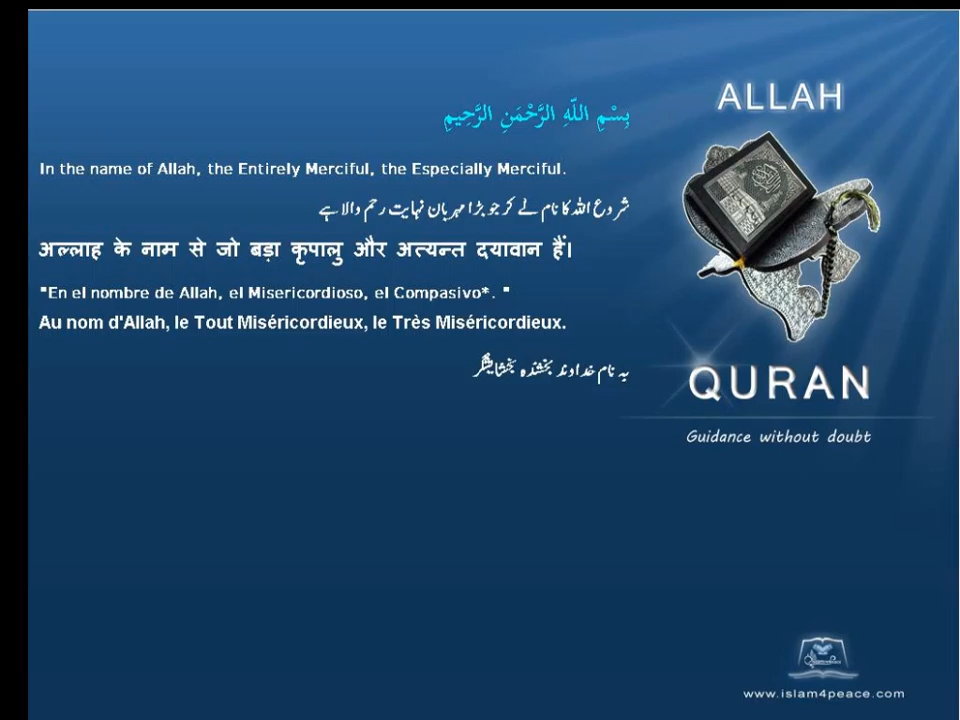 بِسْمِ اللَّهِ الرَّحْمَنِ الرَّحِيمِ
In the name of Allah, the Entirely Merciful, the Especially Merciful.
شروع الله کا نام لے کر جو بڑا مہربان نہایت رحم والا ہے
अल्लाह के नाम से जो बड़ा कृपालु और अत्यन्त दयावान हैं।
"En el nombre de Allah, el Misericordioso, el Compasivo*. "
Au nom d'Allah, le Tout Miséricordieux, le Très Miséricordieux.
به نام خداوند بخشنده بخشایشگر
ALLAH
QURAN
Guidance without doubt
www.islam4peace.com